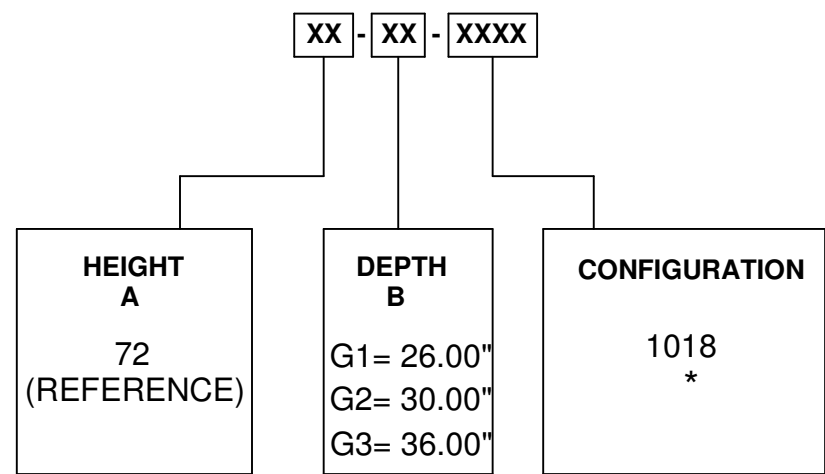 XX - XX - XXXX
HEIGHT
A
72
(REFERENCE)
DEPTH
B
G1= 26.00"
G2= 30.00"
G3= 36.00"
CONFIGURATION
1018
*